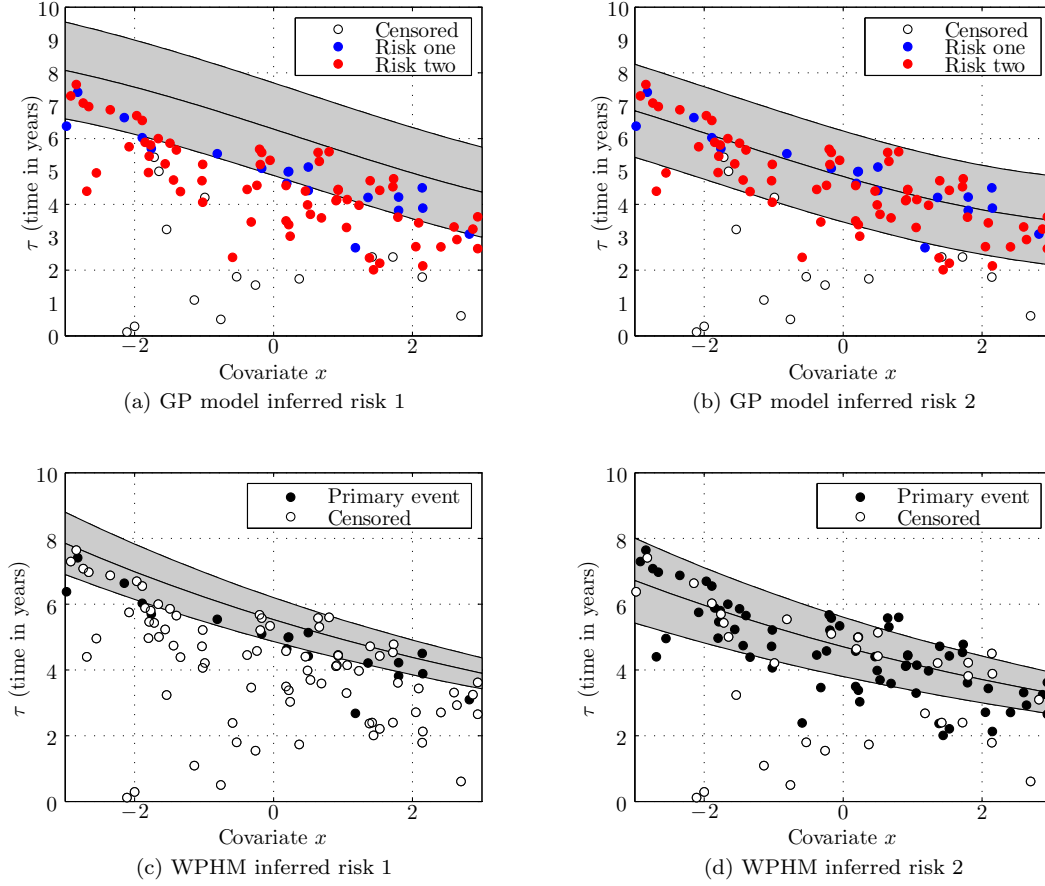 10
9
8
7
6
5
4
3
2
1
0
−2
0
2
τ (time in years)
Covariate x
Censored
Risk one
Risk two
(a) GP model inferred risk 1
10
9
8
7
6
5
4
3
2
1
0
−2
0
2
τ (time in years)
Covariate x
Censored
Risk one
Risk two
(b) GP model inferred risk 2
10
8
6
4
2
0
−2
0
2
τ (time in years)
Covariate x
Primary event
Censored
(c) WPHM inferred risk 1
10
8
6
4
2
0
−2
0
2
τ (time in years)
Covariate x
Primary event
Censored
(d) WPHM inferred risk 2